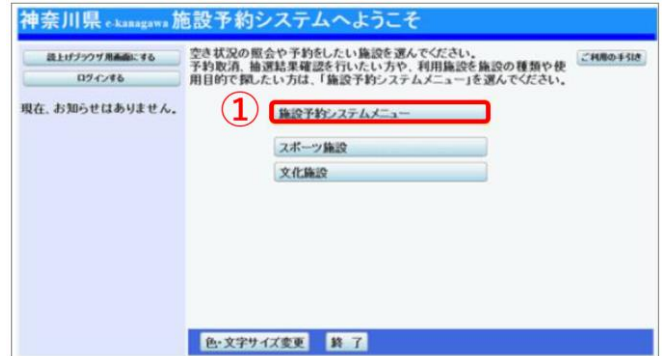 神奈川県 e-kanagawa 施設予約システムへようこそ
読上げブラウザ用画面にする
ログインする
現在、お知らせはありません。
空き状況の照会や予約をしたい施設を選んでください。
予約取消、抽選結果確認を行いたい方や、利用施設を施設の種類や使
用目的で探したい方は、「施設予約システムメニュー」を選んでください。
ご利用の手引き
① 施設予約システムメニュー
スポーツ施設
文化施設
色・文字サイズ変更 終 了